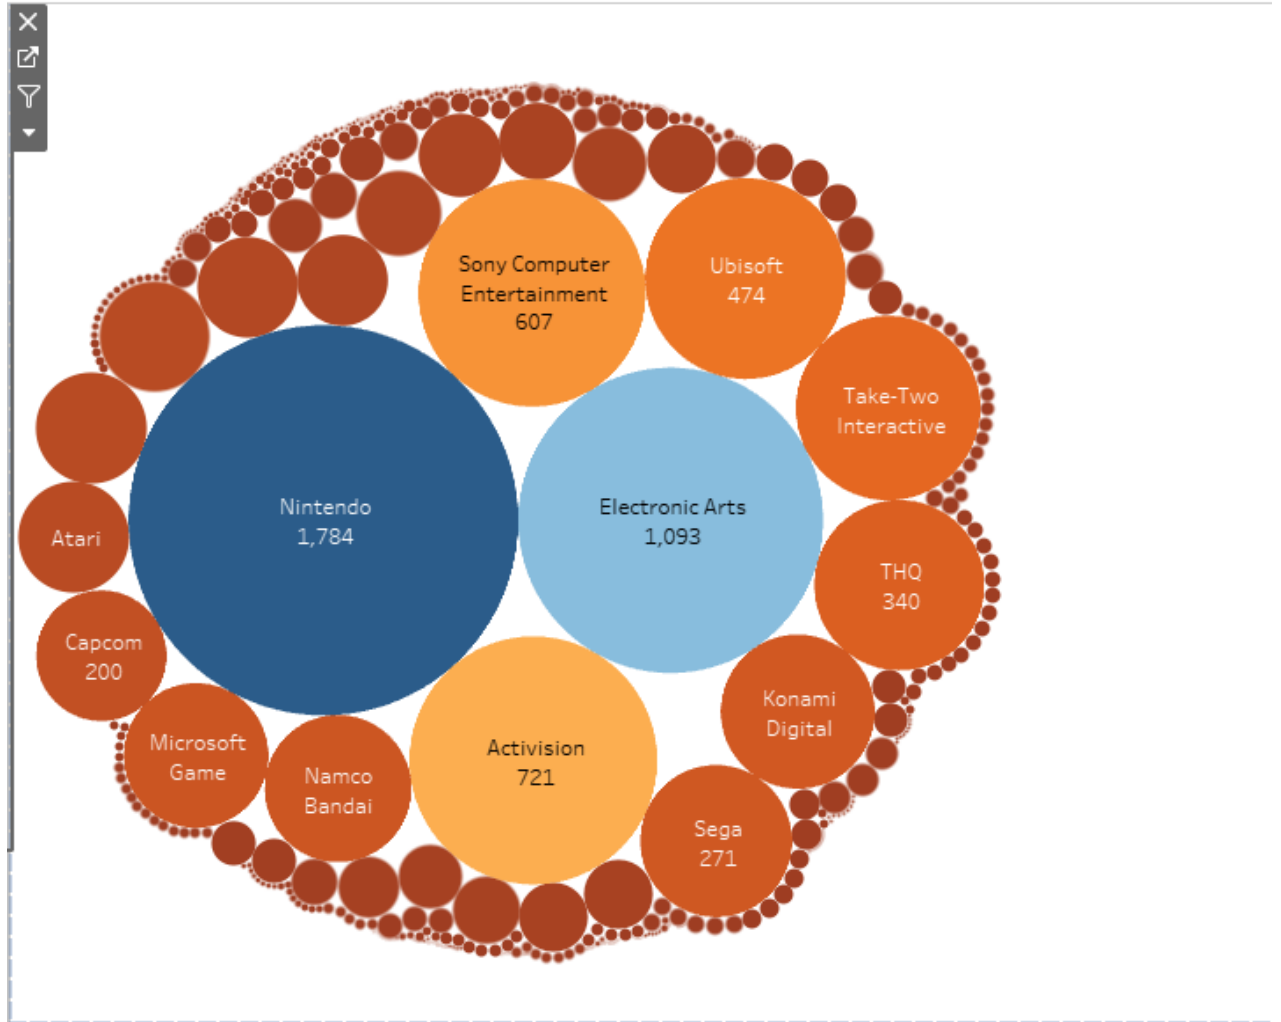 Sony Computer
Entertainment
607
Ubisoft
474
Take-Two
Interactive
Nintendo
1,784
Electronic Arts
1,093
Atari
THQ
340
Capcom
200
Konami
Digital
Microsoft
Game
Namco
Bandai
Activision
721
Sega
271